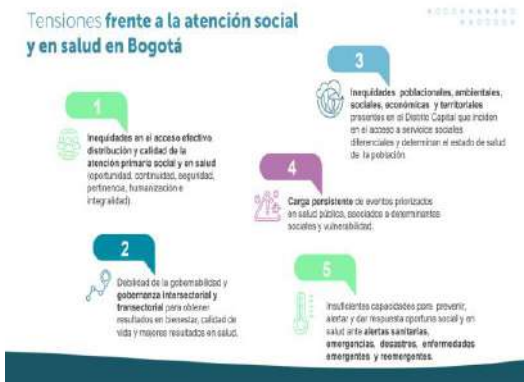 Tensiones frente a la atención social
y en salud en Bogotá
1
Inequidades en el acceso efectivo
distribución y calidad de la
atención primaria social y en salud
(oportunidad, continuidad, seguridad,
pertinencia, humanización e
integralidad).
2
Debilidad de la gobernabilidad y
gobernanza intersectorial y
transectorial para obtener
resultados en bienestar, calidad de
vida y mejores resultados en salud.
3
Inequidades poblacionales, ambientales,
sociales, económicas y territoriales
presentes en el Distrito Capital que inciden
en el acceso a servicios sociales
diferenciales y determinan el estado de salud
de la población.
4
Carga persistente de eventos priorizados
en salud pública, asociados a determinantes
sociales y vulnerabilidad.
5
Insuficientes capacidades para prevenir,
alertar y dar respuesta oportuna social y en
salud ante alertas sanitarias,
emergencias, desastres, enfermedades
emergentes y reemergentes.